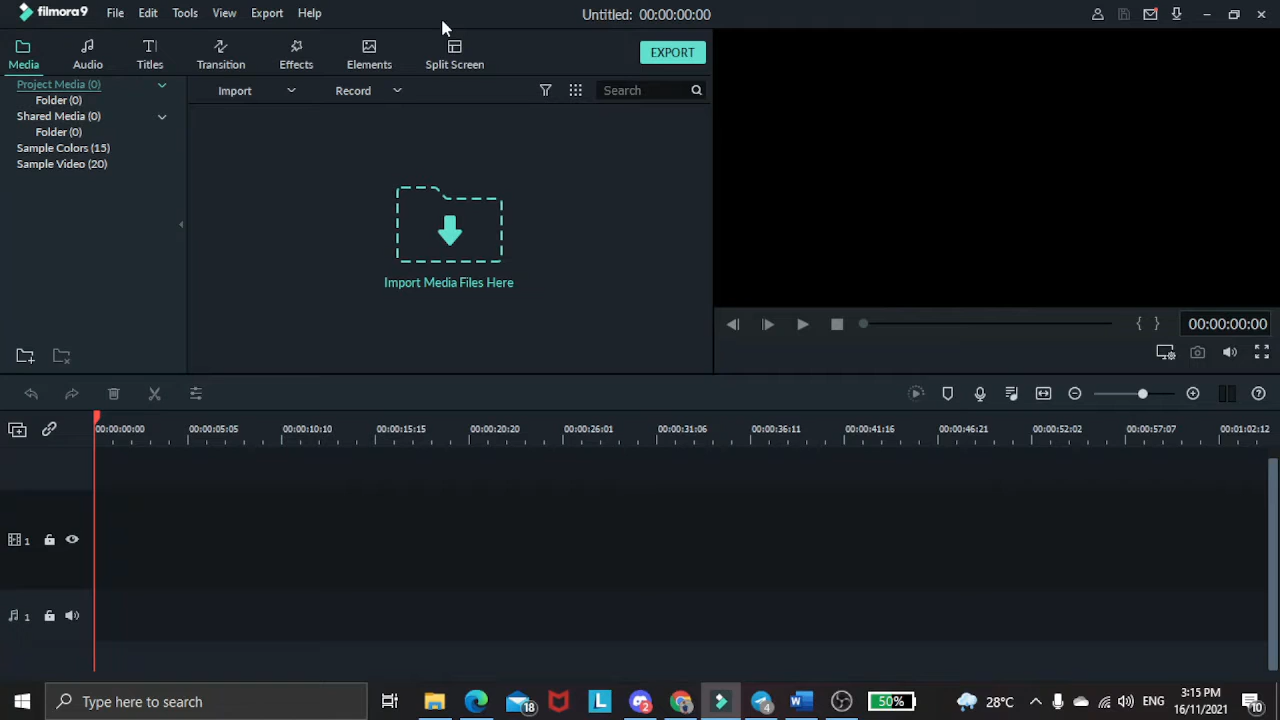 filmora9 File Edit Tools View Export Help Untitled: 00:00:00:00
Media Audio Titles Transition Effects Elements Split Screen EXPORT
Project Media (0) Import Record Search
Folder (0)
Shared Media (0)
Folder (0)
Sample Colors (15)
Sample Video (20)
Import Media Files Here
{ } 00:00:00:00
00:00:00:00 00:00:05:05 00:00:10:10 00:00:15:15 00:00:20:20 00:00:26:01 00:00:31:06 00:00:36:11 00:00:41:16 00:00:46:21 00:00:52:02 00:00:57:07 00:01:02:12
1
1
Type here to search 18 L 2 4 50% 28°C ENG 3:15 PM
16/11/2021 10